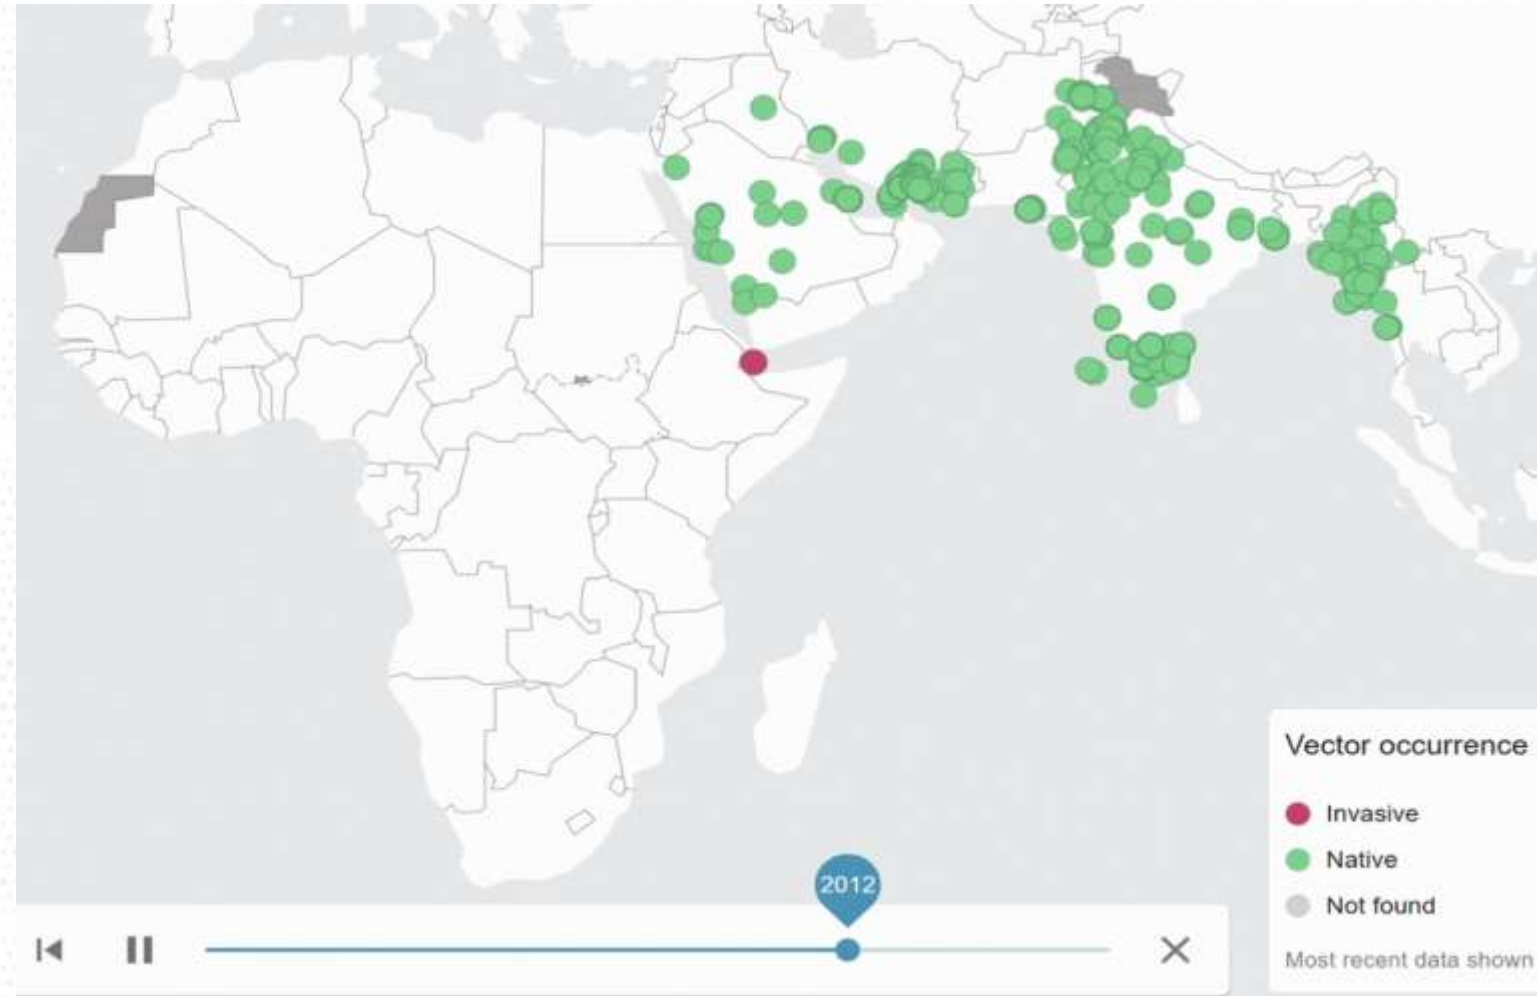 2012
Vector occurrence
Invasive
Native
Not found
Most recent data shown